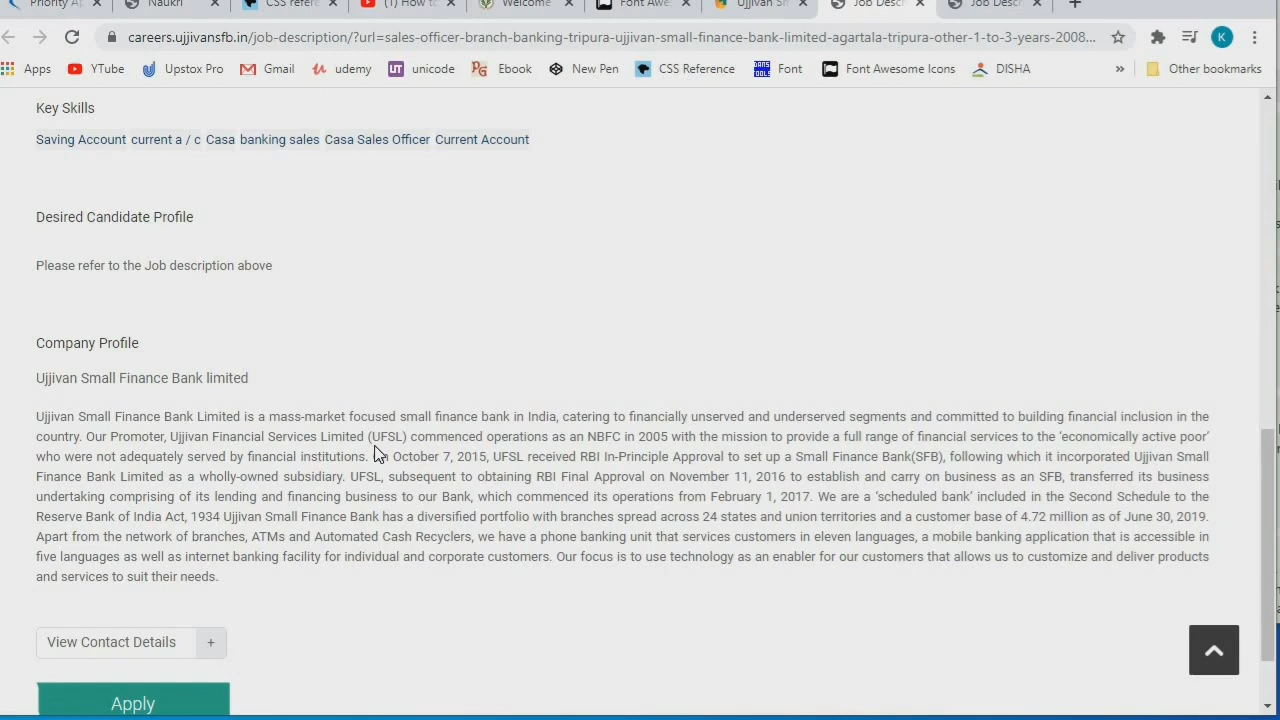 Priority Ap
Naukri
CSS refere
(1) How to
Welcome
Font Awe
Ujjivan Sm
Job Descr
Job Descr
careers.ujjivansfb.in/job-description/?url=sales-officer-branch-banking-tripura-ujjivan-small-finance-bank-limited-agartala-tripura-other-1-to-3-years-2008...
K
Apps YTube Upstox Pro Gmail udemy unicode Ebook New Pen CSS Reference Font Font Awesome Icons DISHA » Other bookmarks
Key Skills
Saving Account current a / c Casa banking sales Casa Sales Officer Current Account
Desired Candidate Profile
Please refer to the Job description above
Company Profile
Ujjivan Small Finance Bank limited
Ujjivan Small Finance Bank Limited is a mass-market focused small finance bank in India, catering to financially unserved and underserved segments and committed to building financial inclusion in the
country. Our Promoter, Ujjivan Financial Services Limited (UFSL) commenced operations as an NBFC in 2005 with the mission to provide a full range of financial services to the ‘economically active poor’
who were not adequately served by financial institutions. October 7, 2015, UFSL received RBI In-Principle Approval to set up a Small Finance Bank(SFB), following which it incorporated Ujjivan Small
Finance Bank Limited as a wholly-owned subsidiary. UFSL, subsequent to obtaining RBI Final Approval on November 11, 2016 to establish and carry on business as an SFB, transferred its business
undertaking comprising of its lending and financing business to our Bank, which commenced its operations from February 1, 2017. We are a ‘scheduled bank’ included in the Second Schedule to the
Reserve Bank of India Act, 1934 Ujjivan Small Finance Bank has a diversified portfolio with branches spread across 24 states and union territories and a customer base of 4.72 million as of June 30, 2019.
Apart from the network of branches, ATMs and Automated Cash Recyclers, we have a phone banking unit that services customers in eleven languages, a mobile banking application that is accessible in
five languages as well as internet banking facility for individual and corporate customers. Our focus is to use technology as an enabler for our customers that allows us to customize and deliver products
and services to suit their needs.
View Contact Details +
Apply